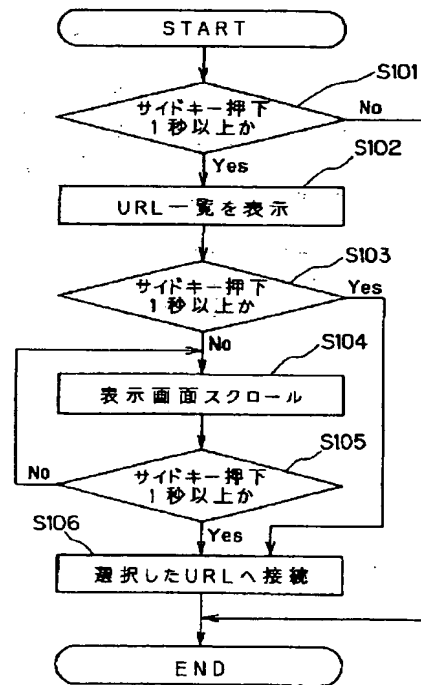 START
S101
サイドキー押下
1秒以上か
No
Yes
S102
URL一覧を表示
S103
サイドキー押下
1秒以上か
Yes
No
S104
表示画面スクロール
S105
サイドキー押下
1秒以上か
No
Yes
S106
選択したURLへ接続
END